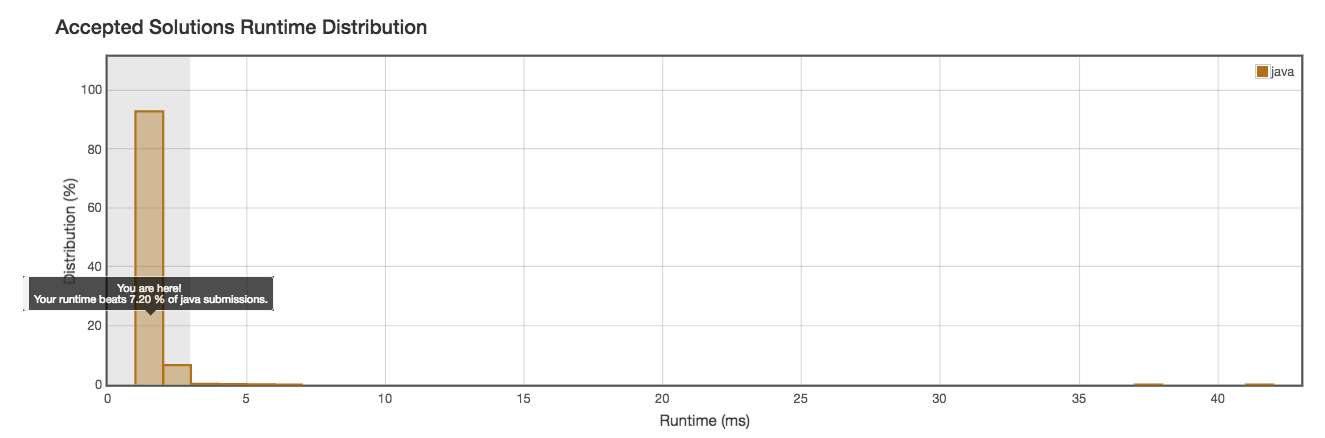 Accepted Solutions Runtime Distribution
java
100
80
60
40
20
0
Distribution (%)
You are here!
Your runtime beats 7.20 % of java submissions.
0 5 10 15 20 25 30 35 40
Runtime (ms)